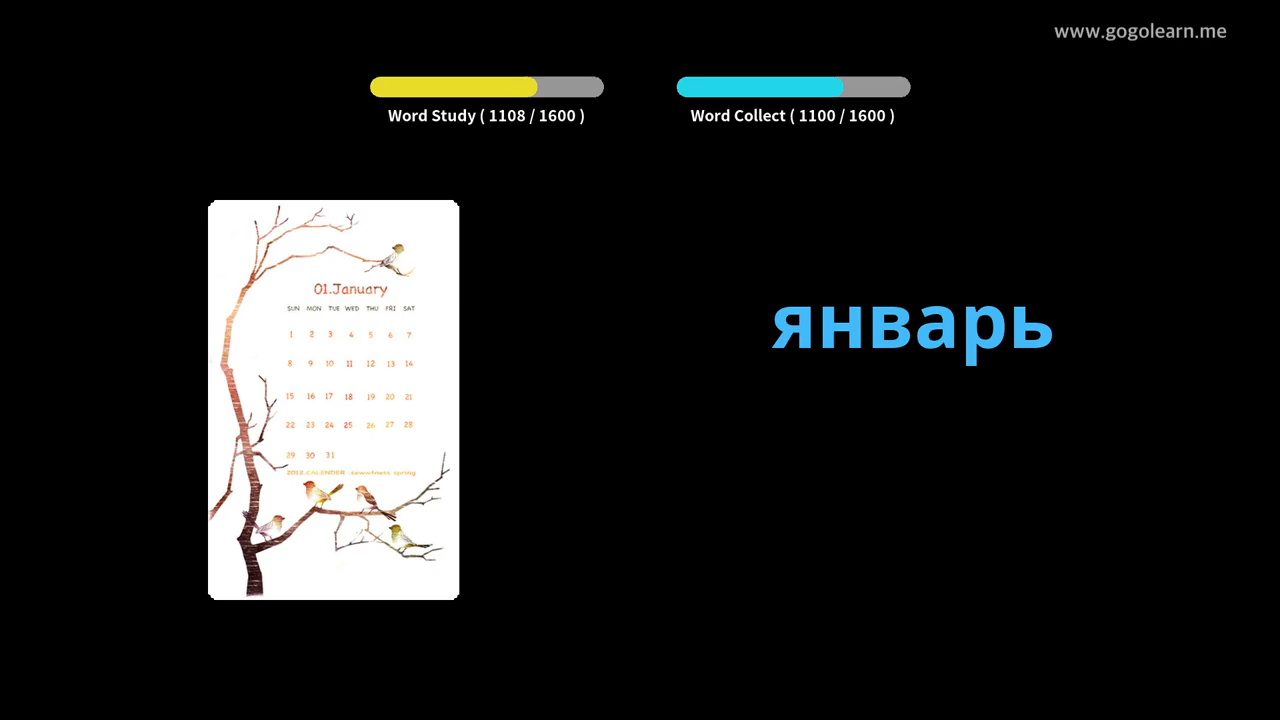 www.gogolearn.me
Word Study ( 1108 / 1600 )
Word Collect ( 1100 / 1600 )
01.January
SUN MON TUE WED THU FRI SAT
1 2 3 4 5 6 7
8 9 10 11 12 13 14
15 16 17 18 19 20 21
22 23 24 25 26 27 28
29 30 31
CALENDER spring
январь